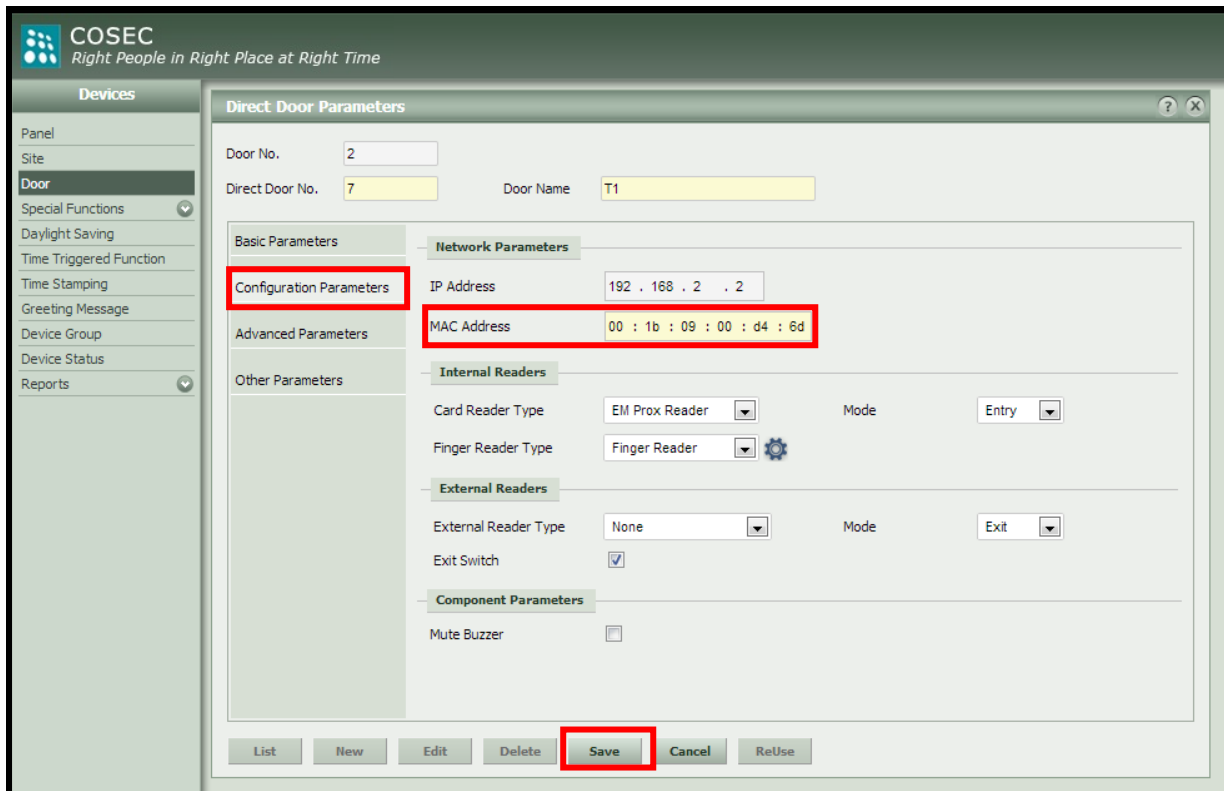 COSEC
Right People in Right Place at Right Time
Devices
Panel
Site
Door
Special Functions
Daylight Saving
Time Triggered Function
Time Stamping
Greeting Message
Device Group
Device Status
Reports
Direct Door Parameters ? X
Door No. 2
Direct Door No. 7 Door Name T1
Basic Parameters
Configuration Parameters
Advanced Parameters
Other Parameters
Network Parameters
IP Address 192 . 168 . 2 . 2
MAC Address 00 : 1b : 09 : 00 : d4 : 6d
Internal Readers
Card Reader Type EM Prox Reader Mode Entry
Finger Reader Type Finger Reader
External Readers
External Reader Type None Mode Exit
Exit Switch
Component Parameters
Mute Buzzer
List New Edit Delete Save Cancel ReUse